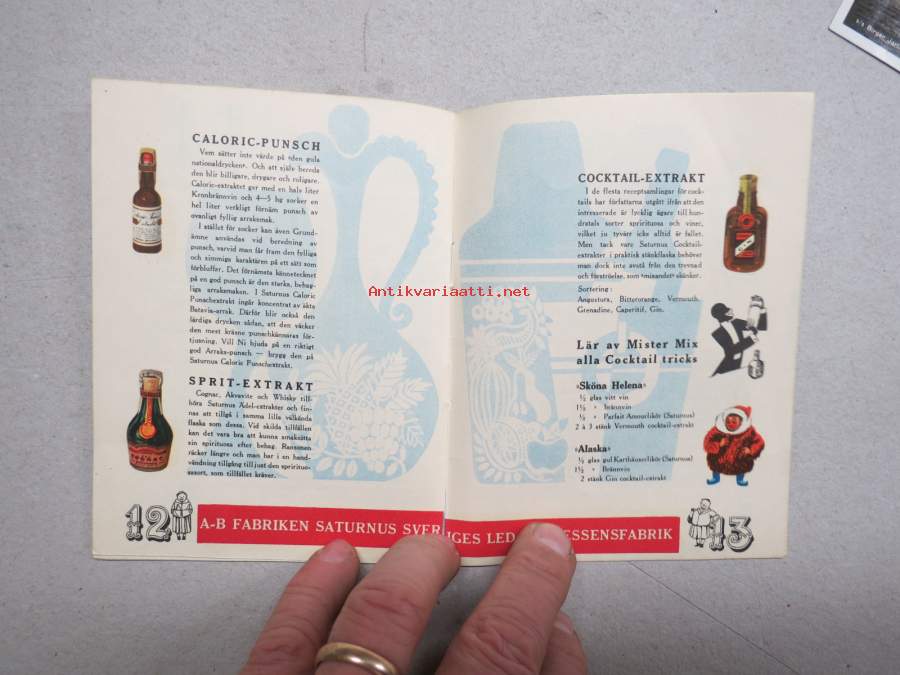 CALORIC-PUNSCH
Vem sätter inte värde på »den gula
nationaldrycken». Och att själv bereda
den blir billigare, drygare och roligare.
Caloric-extraktet ger med en halv liter
Kronbrännvin och 4—5 hg socker en
hel liter verkligt förnäm punsch av
ovanligt fyllig arraksmak.
I stället för socker kan även Grund-
ämne användas vid beredning av
punsch, varvid man får fram den fylliga
och simmiga karaktären på ett sätt som
förbluffar. Det förnämsta kännetecknet
på en god punsch är den starka, behag-
liga arraksmaken. I Saturnus Caloric
Punschextrakt ingår koncentrat av äkta
Batavia-arrak. Därför blir också den
färdiga drycken sådan, att den väcker
den mest kräsne punschkännares för-
tjusning. Vill Ni bjuda på en riktigt
god Arraks-punsch — brygg den på
Saturnus Caloric Punschextrakt.
SPRIT-EXTRAKT
Cognac, Akvavite och Whisky till-
höra Saturnus Ädel-extrakter och fin-
nas att tillgå i samma lilla välkända
flaska som dessa. Vid skilda tillfällen
kan det vara bra att kunna smaksätta
sin spirituosa efter behag. Ransonen
räcker längre och man har i en hand-
vändning tillgång till just den spirituo-
sasort, som tillfället kräver.
12
A-B FABRIKEN SATURNUS SVERIGES LED ESSENSFABRIK
COCKTAIL-EXTRAKT
I de flesta receptsamlingar för cock-
tails har författarna utgått ifrån att den
intresserade är lycklig ägare till hun-
dratals sorter spirituosa och viner,
vilket ju tyvärr icke alltid är fallet.
Men tack vare Saturnus Cocktail-
extrakter i praktisk stänkflaska behöver
man dock inte avstå från den trevnad
och förströelse, som »mixandet» skänker.
Sortering:
Angostura, Bitterorange, Vermouth,
Grenadine, Caperitif, Gin.
Lär av Mister Mix
alla Cocktail tricks
»Sköna Helena»
½ glas vitt vin
1½ » Brännvin
½ » Parfait Amourlikör (Saturnus)
2 à 3 stänk Vermouth cocktail-extrakt
»Alaska»
½ glas gul Karthäuserlikör (Saturnus)
1½ » Brännvin
2 stänk Gin cocktail-extrakt
13
Antikvariaatti.net